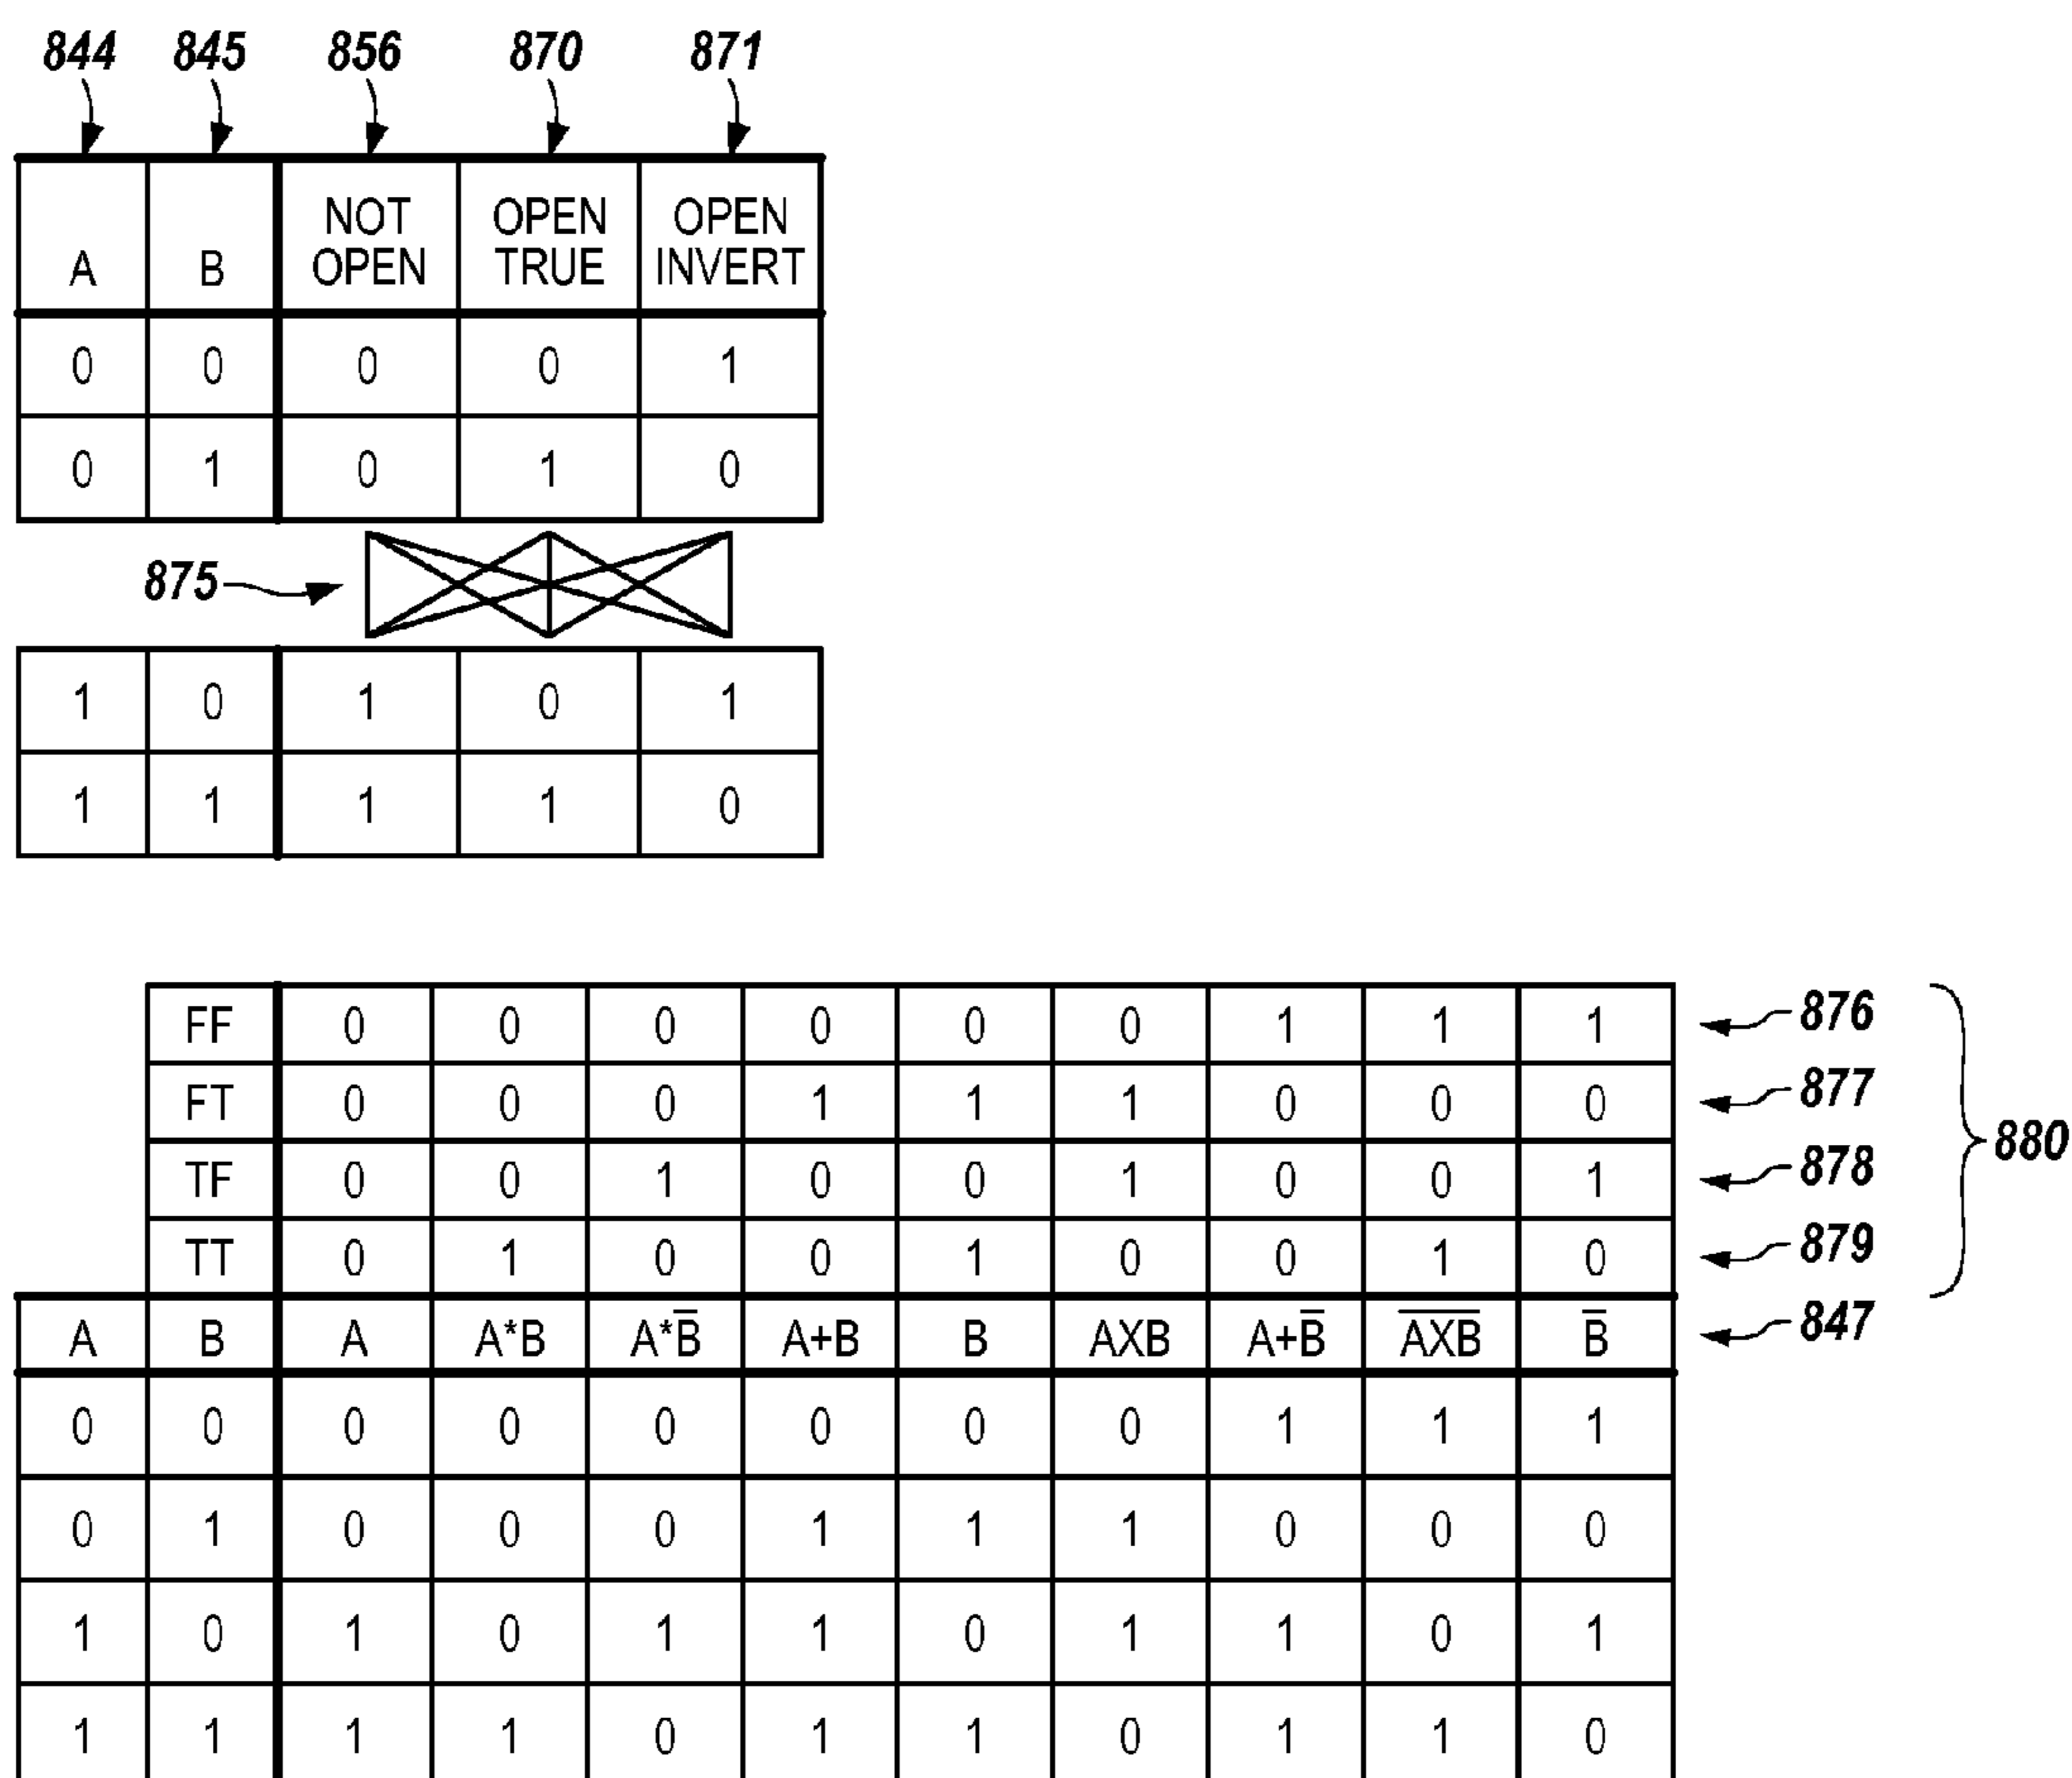 844 845 856 870 871
A B NOT OPEN OPEN TRUE OPEN INVERT
0 0 0 0 1
0 1 0 1 0
875
1 0 1 0 1
1 1 1 1 0
FF 0 0 0 0 0 0 1 1 1 876
FT 0 0 0 1 1 1 0 0 0 877
880
TF 0 0 1 0 0 1 0 0 1 878
TT 0 1 0 0 1 0 0 1 0 879
A B A A*B A*B̅ A+B B AXB A+B̅ A̅X̅B̅ B̅ 847
0 0 0 0 0 0 0 0 1 1 1
0 1 0 0 0 1 1 1 0 0 0
1 0 1 0 1 1 0 1 1 0 1
1 1 1 1 0 1 1 0 1 1 0